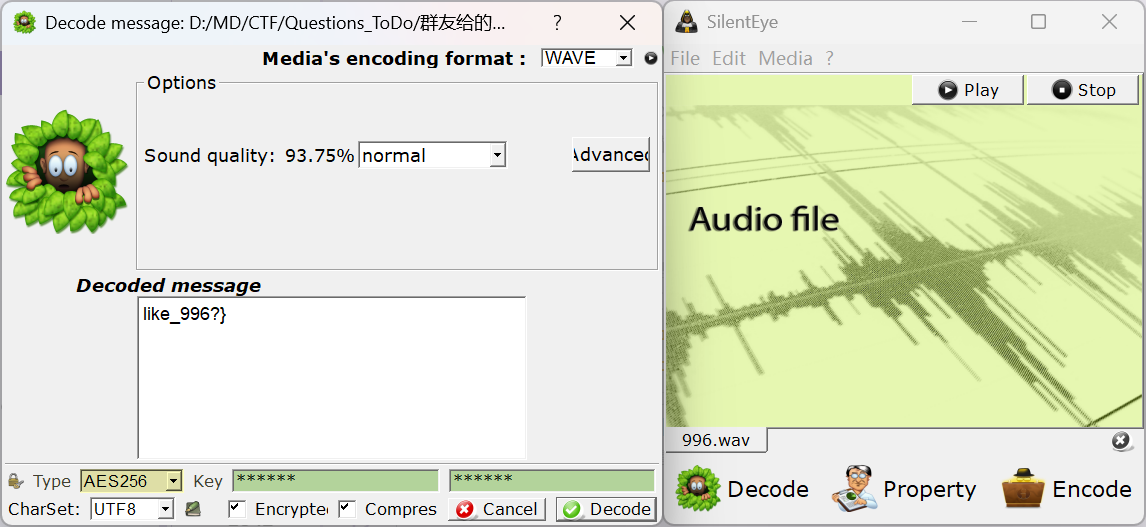 Decode message: D:/MD/CTF/Questions_ToDo/群友给的...
?
Media's encoding format : WAVE
Options
Sound quality: 93.75% normal
Advanced
Decoded message
like_996?}
Type AES256 Key ****** ******
CharSet: UTF8 Encrypte Compres Cancel Decode
SilentEye
File Edit Media ?
Play Stop
Audio file
996.wav
Decode Property Encode